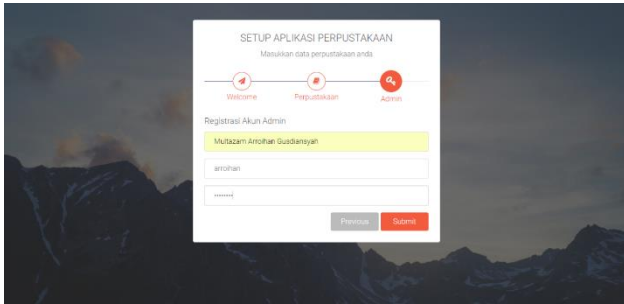 SETUP APLIKASI PERPUSTAKAAN
Masukkan data perpustakaan anda
Welcome
Perpustakaan
Admin
Registrasi Akun Admin
Multazam Arroihan Gusdiansyah
arroihan
Previous
Submit